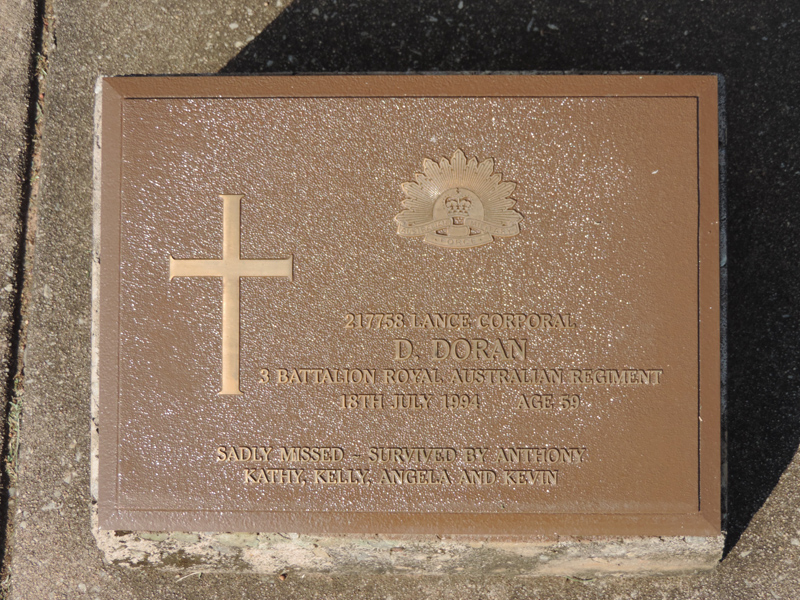 217758 LANCE CORPORAL
D. DORAN
3 BATTALION ROYAL AUSTRALIAN REGIMENT
18TH JULY 1994 AGE 59
SADLY MISSED - SURVIVED BY ANTHONY,
KATHY, KELLY, ANGELA AND KEVIN